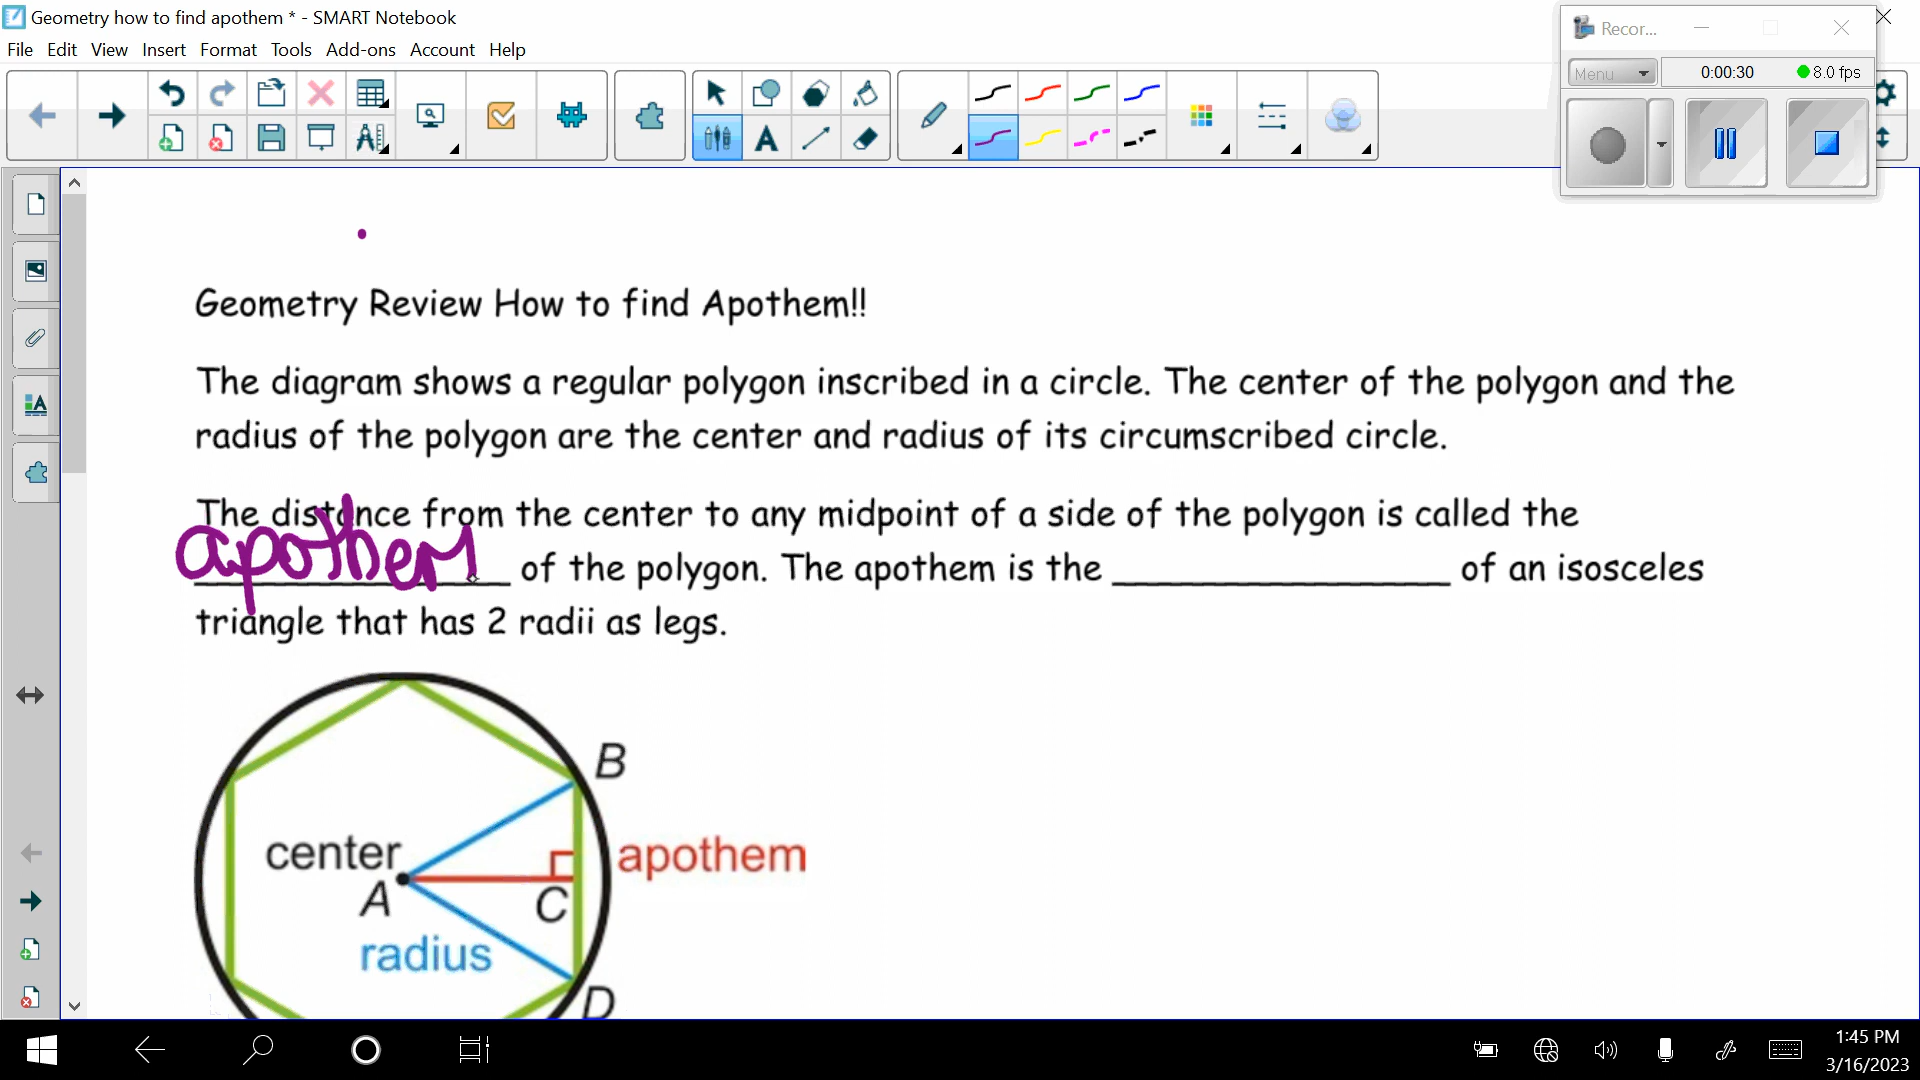 Geometry how to find apothem * - SMART Notebook
File Edit View Insert Format Tools Add-ons Account Help
Recor...
Menu 0:00:30 8.0 fps
Geometry Review How to find Apothem!!
The diagram shows a regular polygon inscribed in a circle. The center of the polygon and the
radius of the polygon are the center and radius of its circumscribed circle.
The distance from the center to any midpoint of a side of the polygon is called the
apothem of the polygon. The apothem is the ________________ of an isosceles
triangle that has 2 radii as legs.
B
center
apothem
A
C
radius
D
1:45 PM
3/16/2023